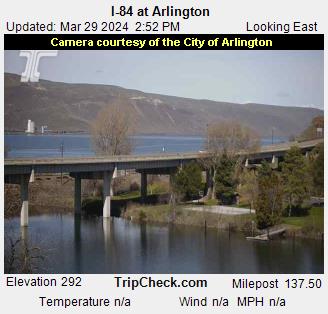 I-84 at Arlington
Updated: Mar 29 2024 2:52 PM Looking East
Camera courtesy of the City of Arlington
Elevation 292 TripCheck.com Milepost 137.50
Temperature n/a Wind n/a MPH n/a